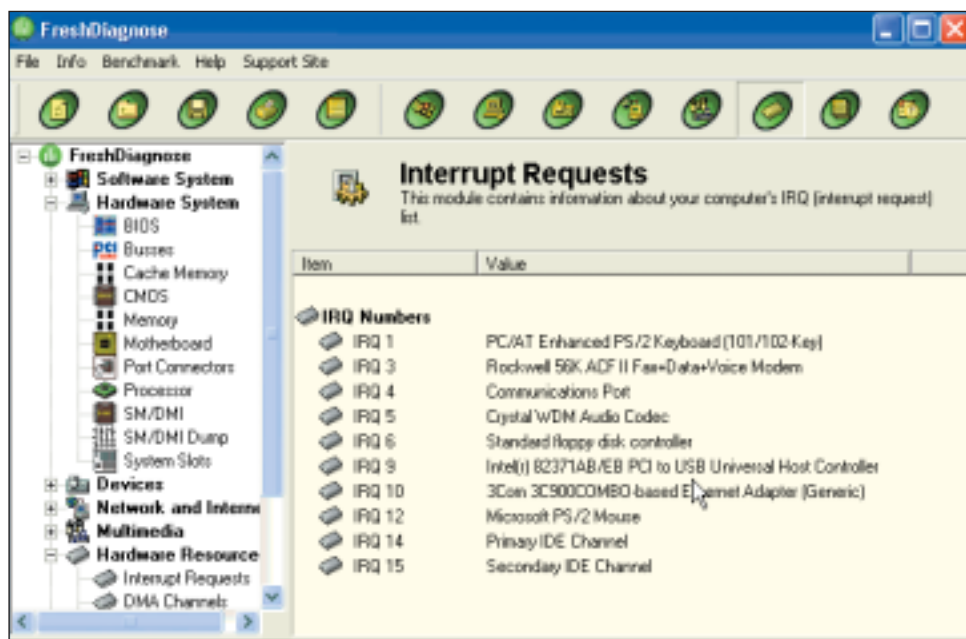 FreshDiagnose
File Info Benchmark Help Support Site
FreshDiagnose
Software System
Hardware System
BIOS
PCI Busses
Cache Memory
CMOS
Memory
Motherboard
Port Connectors
Processor
SM/DMI
SM/DMI Dump
System Slots
Devices
Network and Interne
Multimedia
Hardware Resource
Interrupt Requests
DMA Channels
Interrupt Requests
This module contains information about your computer's IRQ (interrupt request)
list.
Item Value
IRQ Numbers
IRQ 1 PC/AT Enhanced PS/2 Keyboard (101/102-Key)
IRQ 3 Rockwell 56K ACF II Fax+Data+Voice Modem
IRQ 4 Communications Port
IRQ 5 Crystal WDM Audio Codec
IRQ 6 Standard floppy disk controller
IRQ 9 Intel(r) 82371AB/EB PCI to USB Universal Host Controller
IRQ 10 3Com 3C900COMBO-based Ethernet Adapter (Generic)
IRQ 12 Microsoft PS/2 Mouse
IRQ 14 Primary IDE Channel
IRQ 15 Secondary IDE Channel